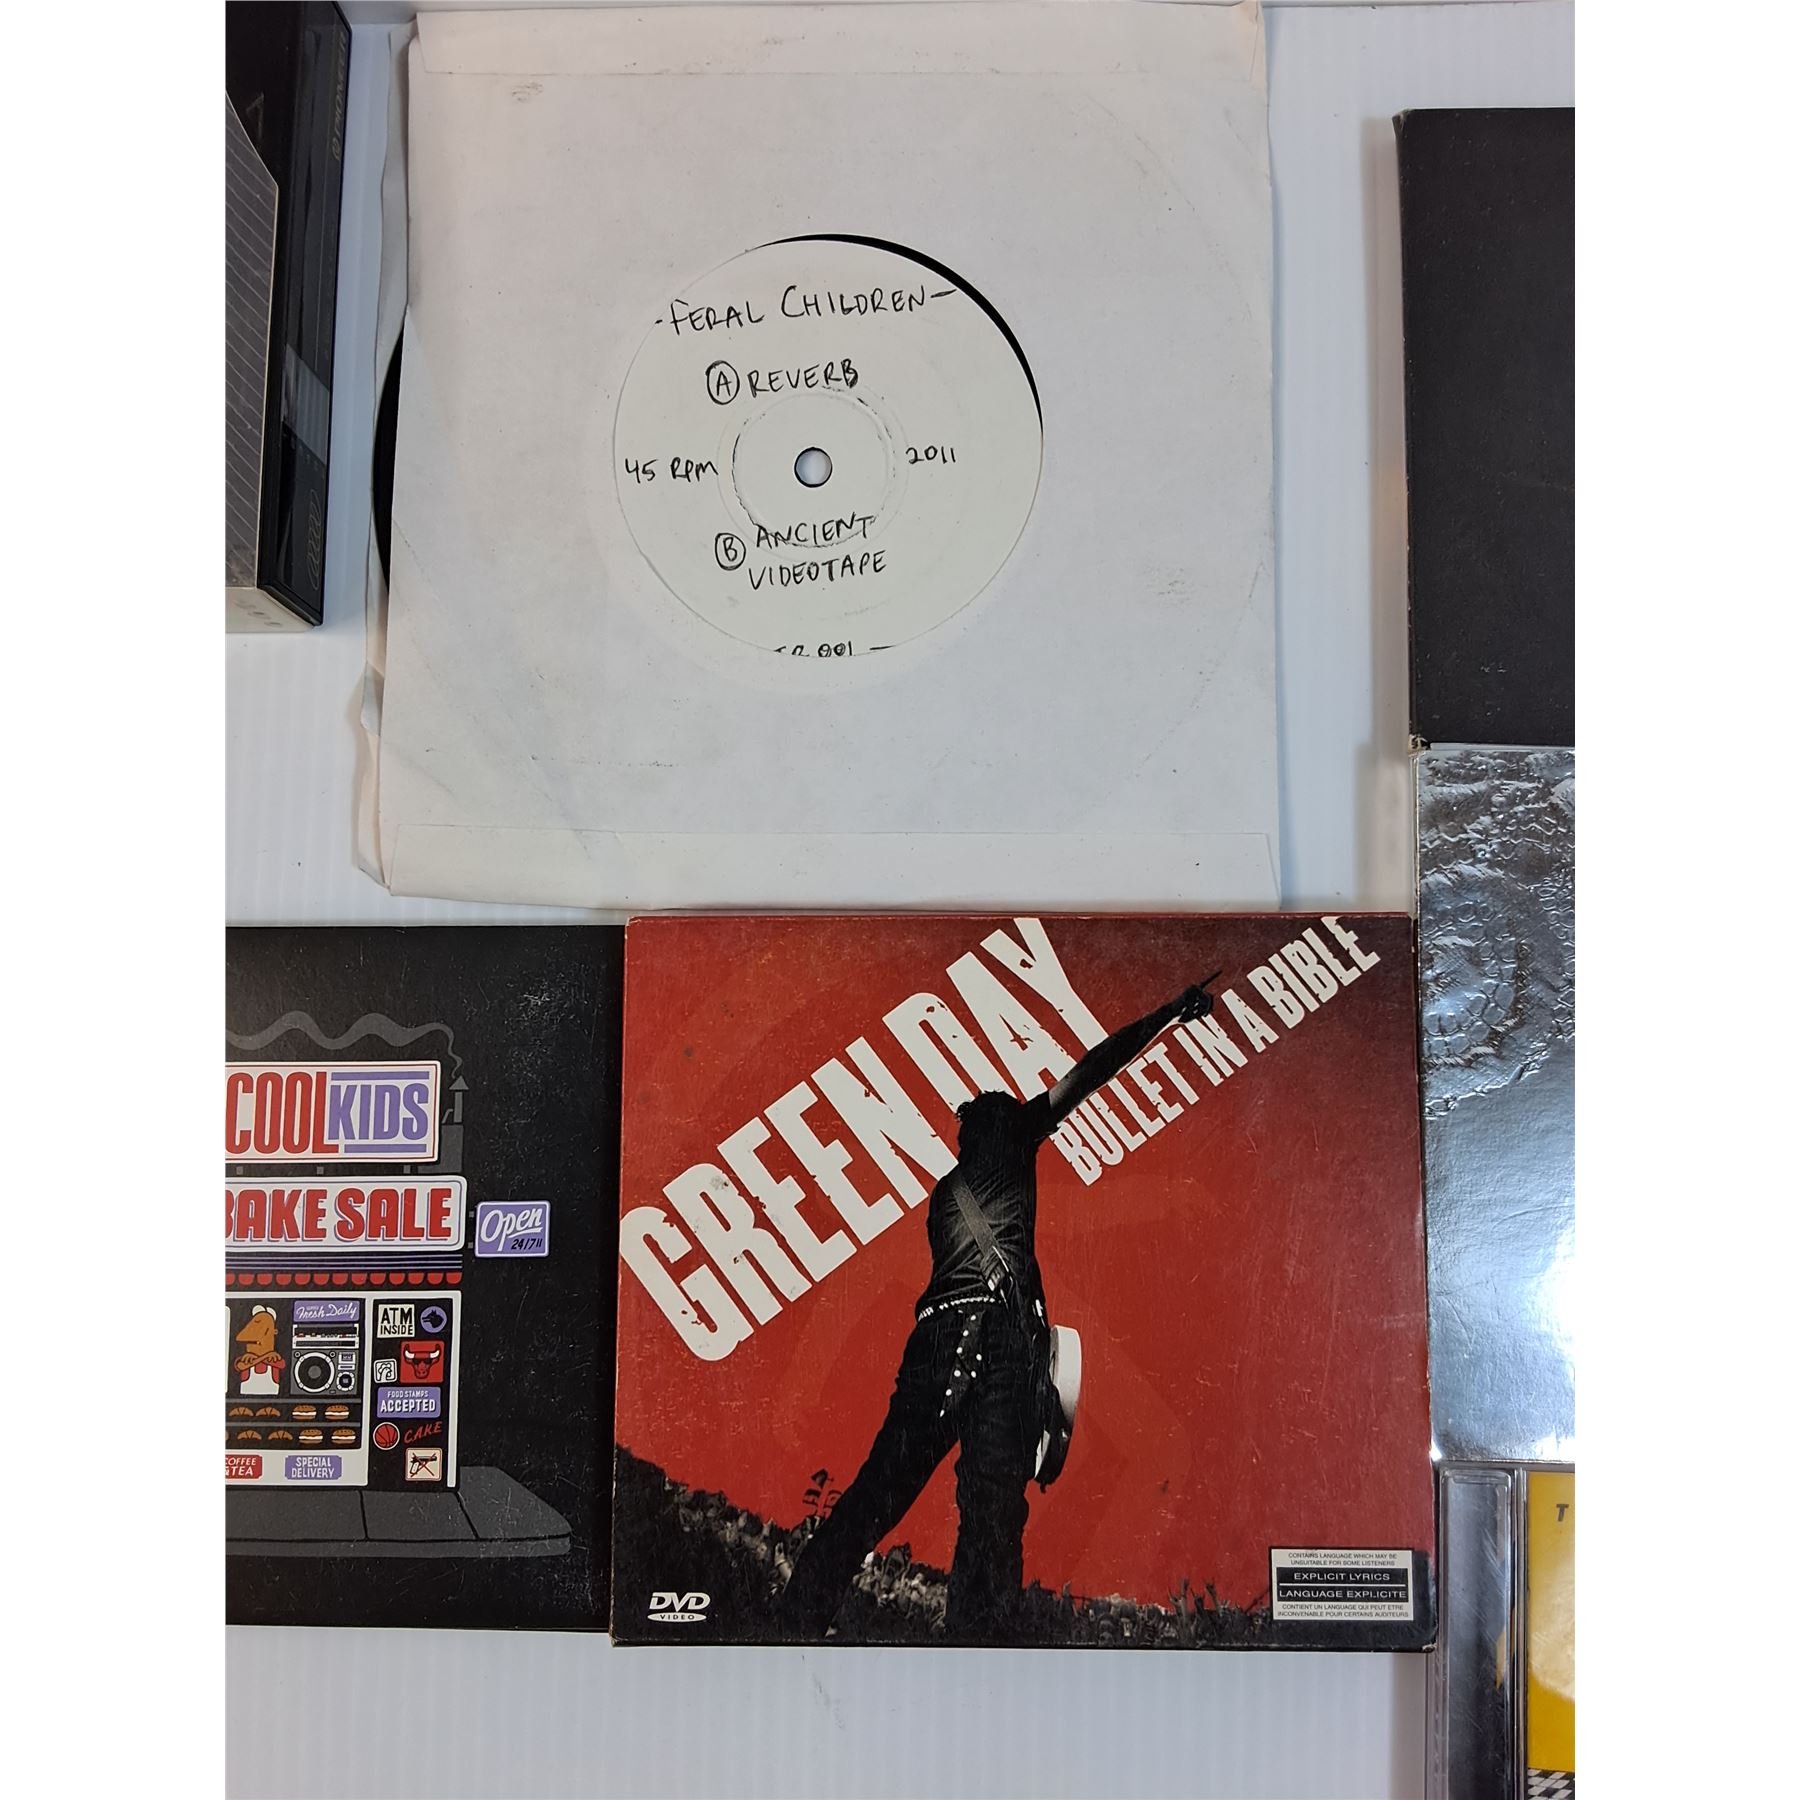 PIONEER
-FERAL CHILDREN-
Ⓐ REVERB
45 RPM
2011
Ⓑ ANCIENT
VIDEOTAPE
001 —
COOL KIDS
BAKE SALE
Open
24/7
Fresh Daily
ATM
INSIDE
FOOD STAMPS
ACCEPTED
CAKE
COFFEE
TEA
SPECIAL
DELIVERY
GREEN DAY
BULLET IN A BIBLE
DVD
VIDEO
CONTAINS LANGUAGE WHICH MAY BE
UNSUITABLE FOR SOME LISTENERS
EXPLICIT LYRICS
LANGUAGE EXPLICITE
CONTIENT UN LANGUAGE QUI PEUT ETRE
INCONVENABLE POUR CERTAINS AUDITEURS
T